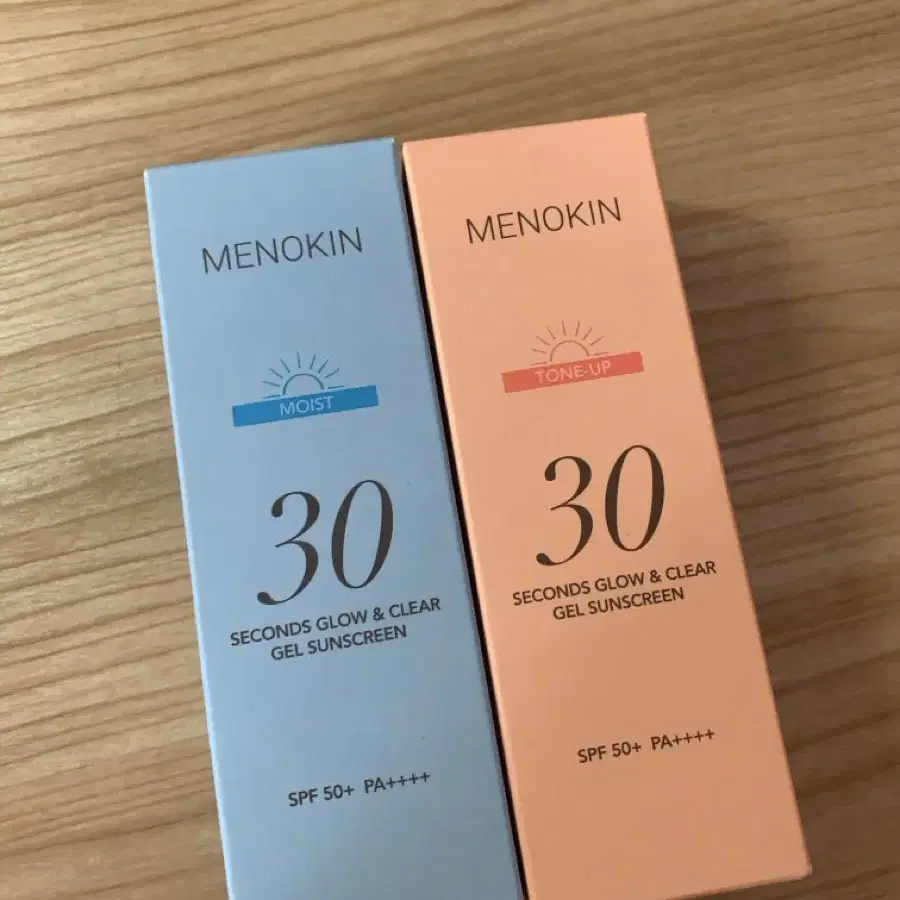 MENOKIN
MOIST
30
SECONDS GLOW & CLEAR
GEL SUNSCREEN
SPF 50+ PA++++
MENOKIN
TONE-UP
30
SECONDS GLOW & CLEAR
GEL SUNSCREEN
SPF 50+ PA++++